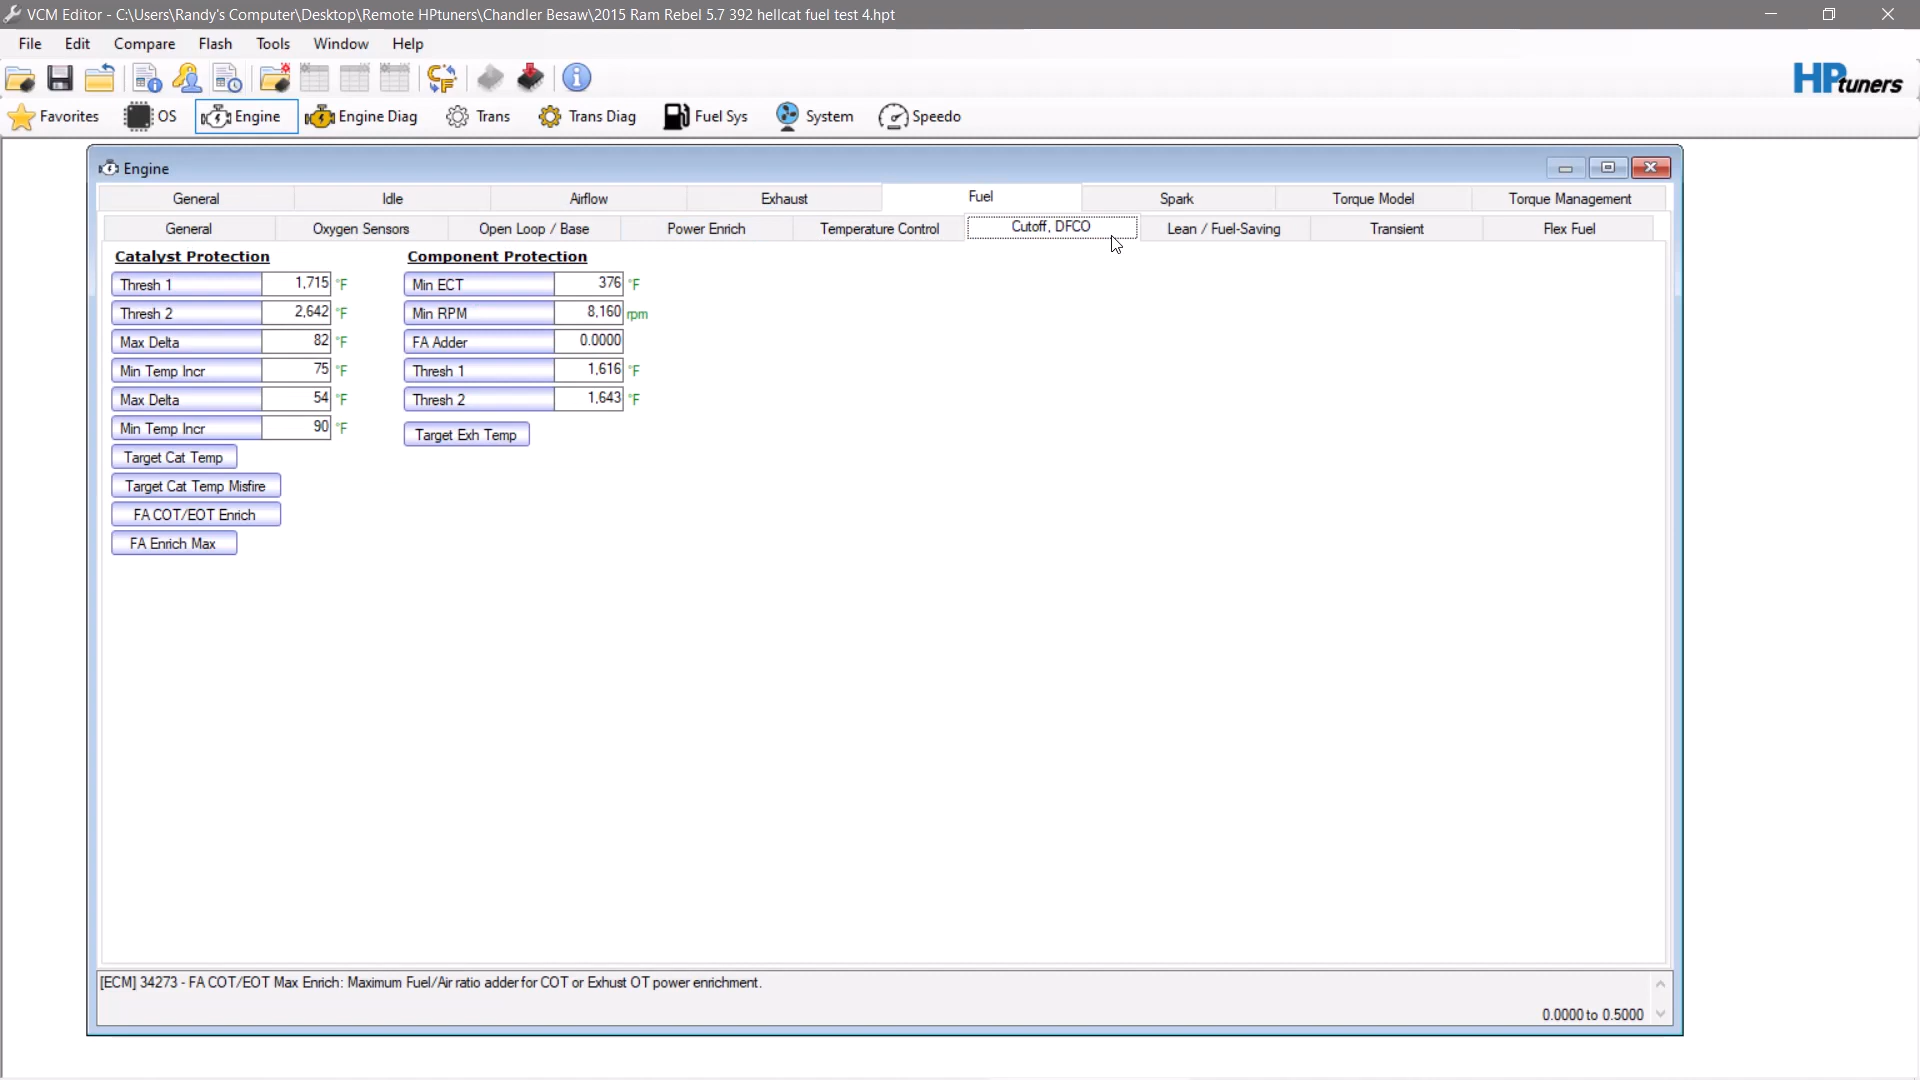 VCM Editor - C:\Users\Randy's Computer\Desktop\Remote HPtuners\Chandler Besaw\2015 Ram Rebel 5.7 392 hellcat fuel test 4.hpt
File Edit Compare Flash Tools Window Help
HPtuners
Favorites OS Engine Engine Diag Trans Trans Diag Fuel Sys System Speedo
Engine
General Idle Airflow Exhaust Fuel Spark Torque Model Torque Management
General Oxygen Sensors Open Loop / Base Power Enrich Temperature Control Cutoff, DFCO Lean / Fuel-Saving Transient Flex Fuel
Catalyst Protection
Thresh 1 1,715 °F
Thresh 2 2,642 °F
Max Delta 82 °F
Min Temp Incr 75 °F
Max Delta 54 °F
Min Temp Incr 90 °F
Target Cat Temp
Target Cat Temp Misfire
FA COT/EOT Enrich
FA Enrich Max
Component Protection
Min ECT 376 °F
Min RPM 8,160 rpm
FA Adder 0.0000
Thresh 1 1,616 °F
Thresh 2 1,643 °F
Target Exh Temp
[ECM] 34273 - FA COT/EOT Max Enrich: Maximum Fuel/Air ratio adder for COT or Exhust OT power enrichment.
0.0000 to 0.5000